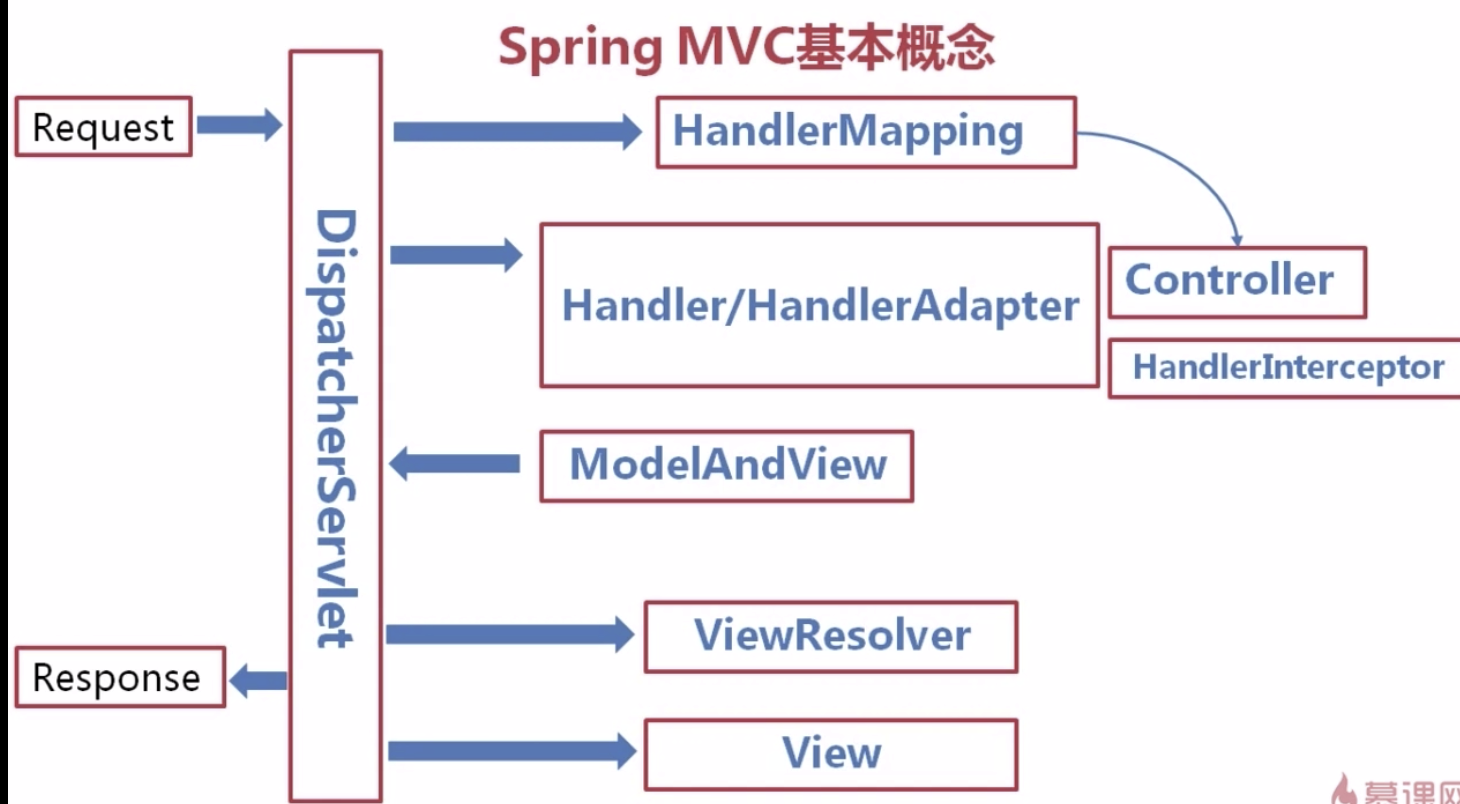 Spring MVC基本概念
Request
HandlerMapping
DispatcherServlet
Handler/HandlerAdapter
Controller
HandlerInterceptor
ModelAndView
ViewResolver
Response
View
慕课网